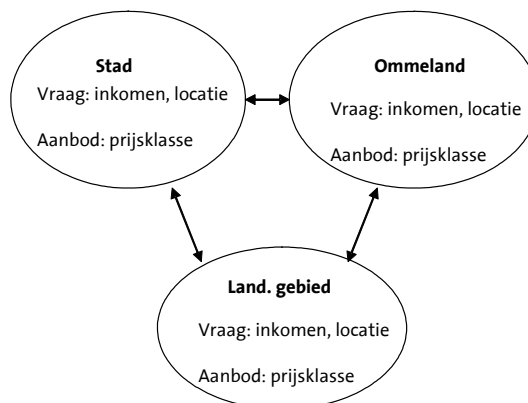 Stad
Vraag: inkomen, locatie
Aanbod: prijsklasse
Ommeland
Vraag: inkomen, locatie
Aanbod: prijsklasse
Land. gebied
Vraag: inkomen, locatie
Aanbod: prijsklasse